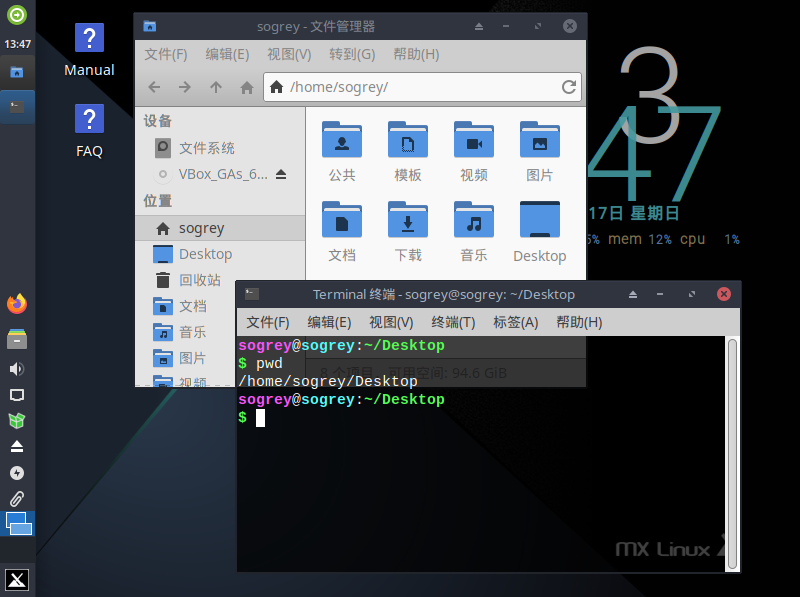 13:47
Manual
FAQ
sogrey - 文件管理器
文件(F) 编辑(E) 视图(V) 转到(G) 帮助(H)
/home/sogrey/
设备
文件系统
VBox_GAs_6...
位置
sogrey
Desktop
回收站
文档
音乐
图片
视频
公共 模板 视频 图片
文档 下载 音乐 Desktop
3
47
17日 星期日
mem 12% cpu 1%
Terminal 终端 - sogrey@sogrey: ~/Desktop
文件(F) 编辑(E) 视图(V) 终端(T) 标签(A) 帮助(H)
sogrey@sogrey:~/Desktop
$ pwd
/home/sogrey/Desktop
sogrey@sogrey:~/Desktop
$
8 个项目，可用空间: 94.6 GiB
MX Linux